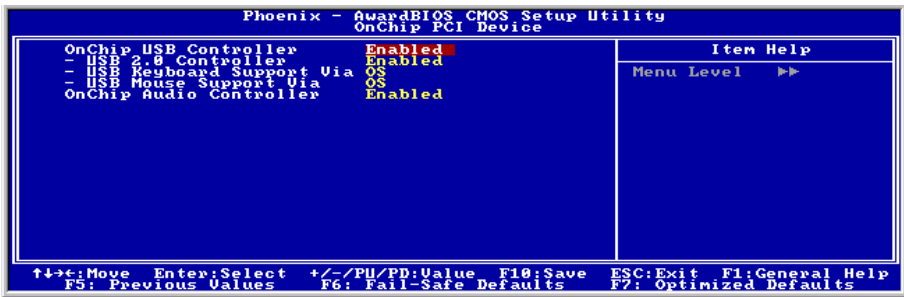 Phoenix - AwardBIOS CMOS Setup Utility
OnChip PCI Device
OnChip USB Controller Enabled
- USB 2.0 Controller Enabled
- USB Keyboard Support Via OS
- USB Mouse Support Via OS
OnChip Audio Controller Enabled
Item Help
Menu Level ▶▶
↑↓→←:Move Enter:Select +/-/PU/PD:Value F10:Save ESC:Exit F1:General Help
F5: Previous Values F6: Fail-Safe Defaults F7: Optimized Defaults